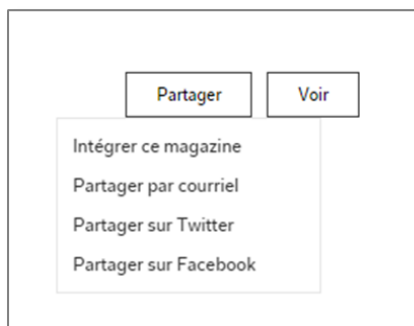 Partager
Voir
Intégrer ce magazine
Partager par courriel
Partager sur Twitter
Partager sur Facebook